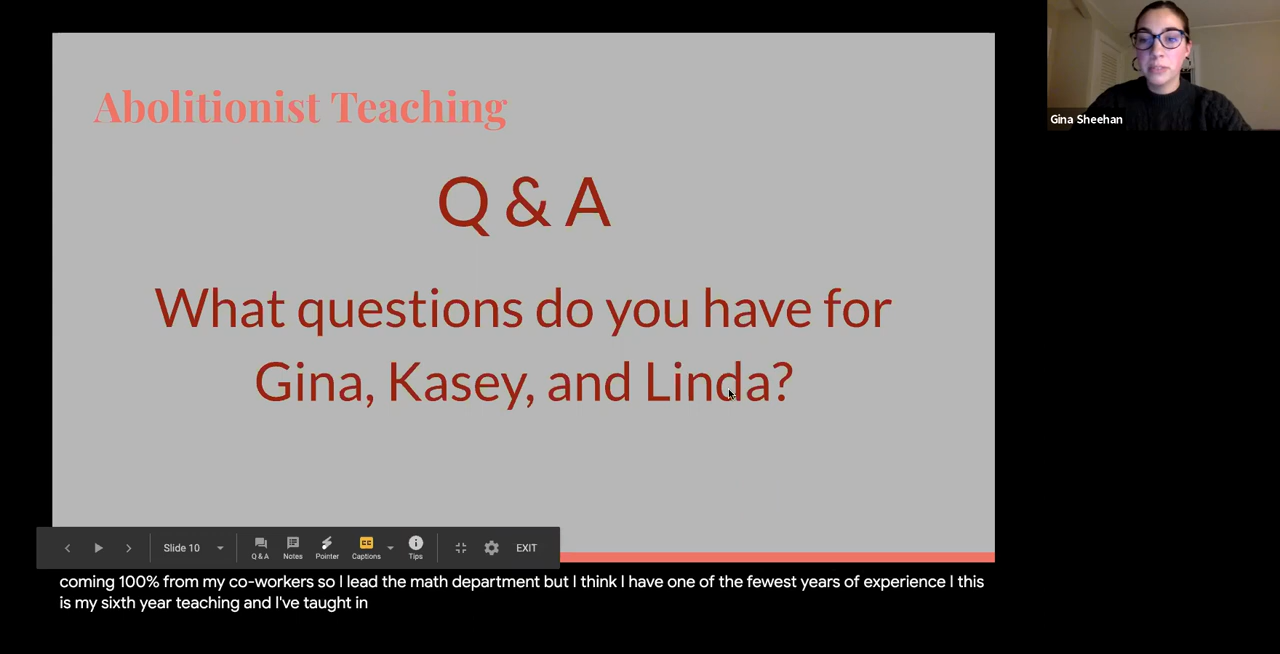 Abolitionist Teaching
Q & A
What questions do you have for
Gina, Kasey, and Linda?
Gina Sheehan
Slide 10
Q & A
Notes
Pointer
CC
Captions
Tips
EXIT
coming 100% from my co-workers so I lead the math department but I think I have one of the fewest years of experience I this
is my sixth year teaching and I've taught in